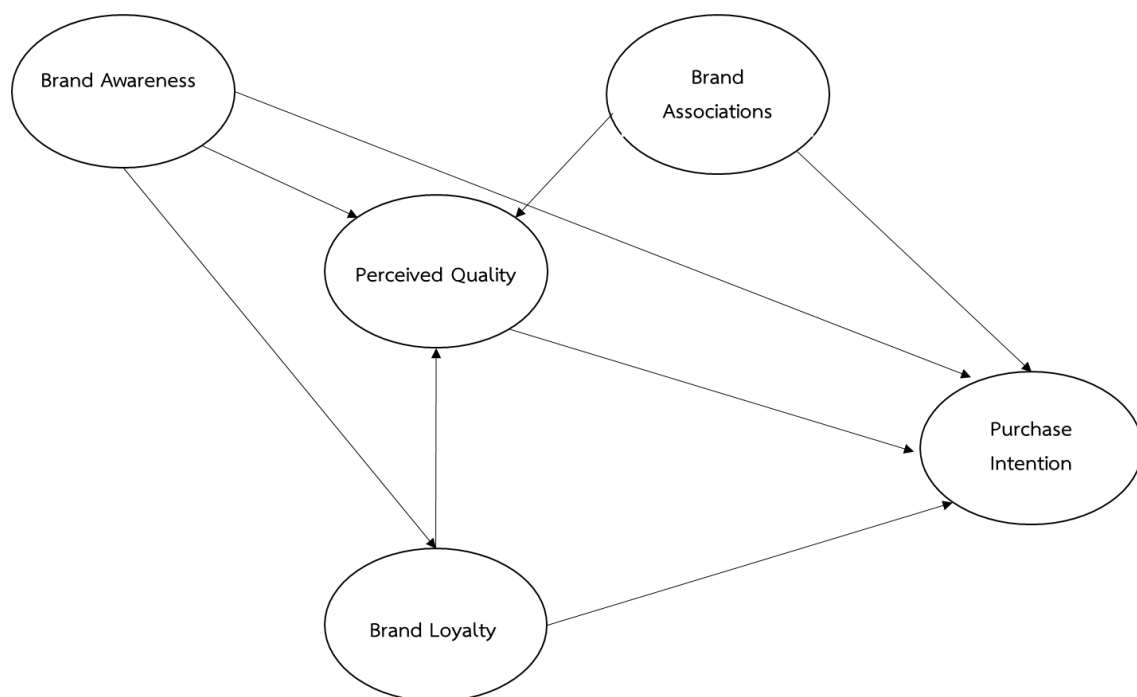 Brand Awareness
Brand
Associations
Perceived Quality
Purchase
Intention
Brand Loyalty